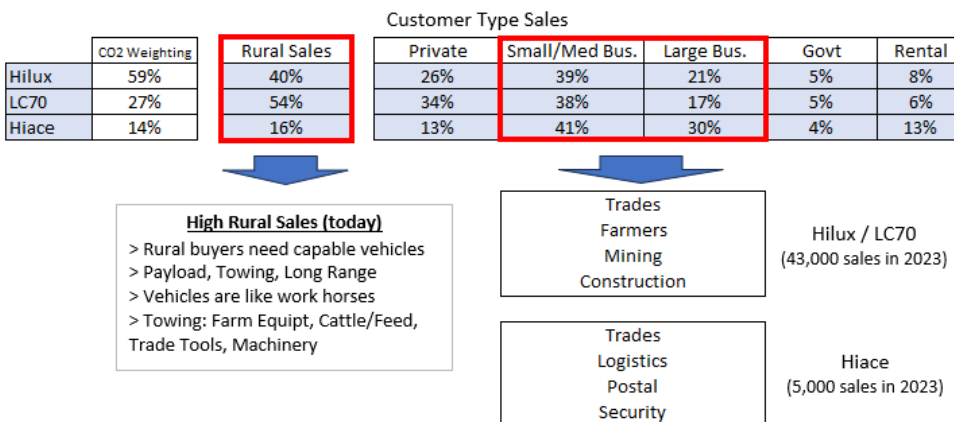 Customer Type Sales
CO2 Weighting Rural Sales Private Small/Med Bus. Large Bus. Govt Rental
Hilux 59% 40% 26% 39% 21% 5% 8%
LC70 27% 54% 34% 38% 17% 5% 6%
Hiace 14% 16% 13% 41% 30% 4% 13%
High Rural Sales (today)
> Rural buyers need capable vehicles
> Payload, Towing, Long Range
> Vehicles are like work horses
> Towing: Farm Equipt, Cattle/Feed,
Trade Tools, Machinery
Trades
Farmers
Mining
Construction
Hilux / LC70
(43,000 sales in 2023)
Trades
Logistics
Postal
Security
Hiace
(5,000 sales in 2023)